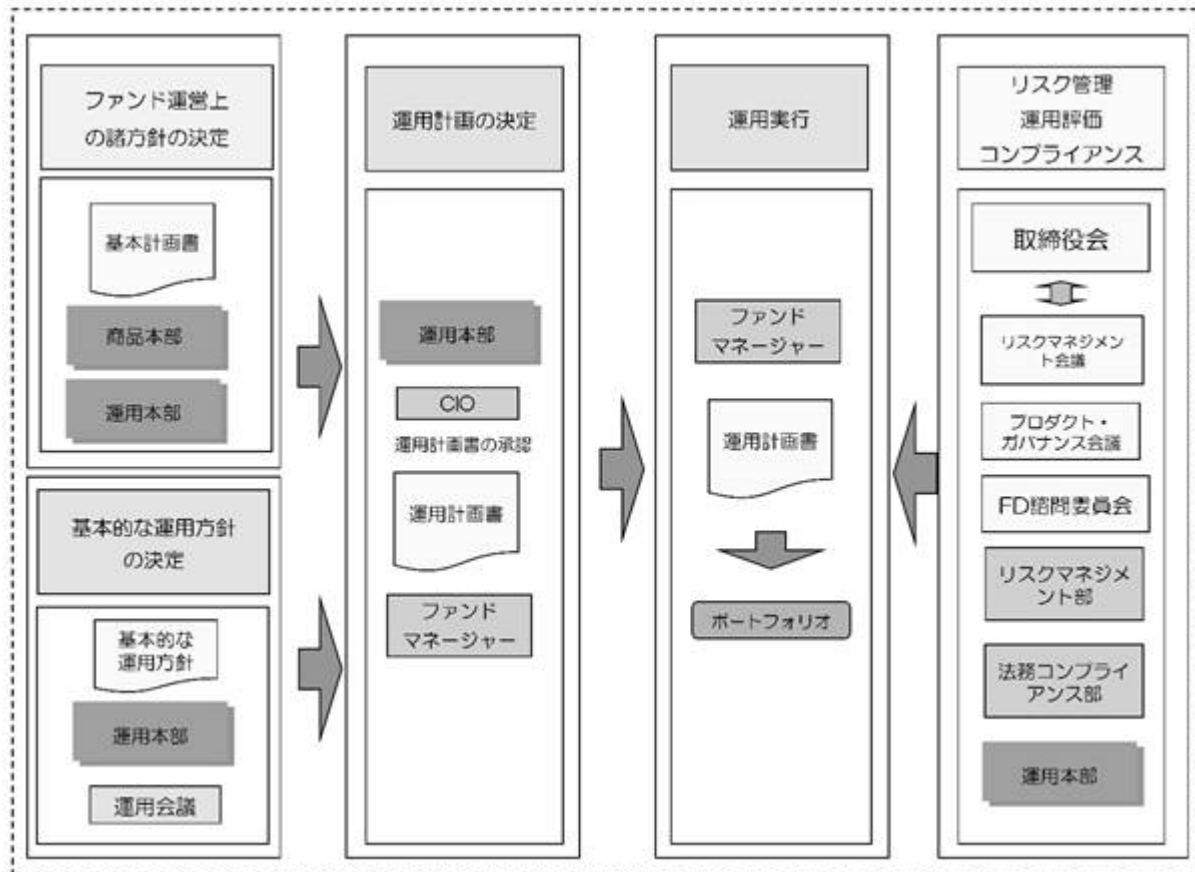 ファンド運営上
の諸方針の決定
基本計画書
商品本部
運用本部
基本的な運用方針
の決定
基本的な
運用方針
運用本部
運用会議
運用計画の決定
運用本部
CIO
運用計画書の承認
運用計画書
ファンド
マネージャー
運用実行
ファンド
マネージャー
運用計画書
ポートフォリオ
リスク管理
運用評価
コンプライアンス
取締役会
リスクマネジメン
ト会議
プロダクト・
ガバナンス会議
FD諮問委員会
リスクマネジメ
ント部
法務コンプライ
アンス部
運用本部